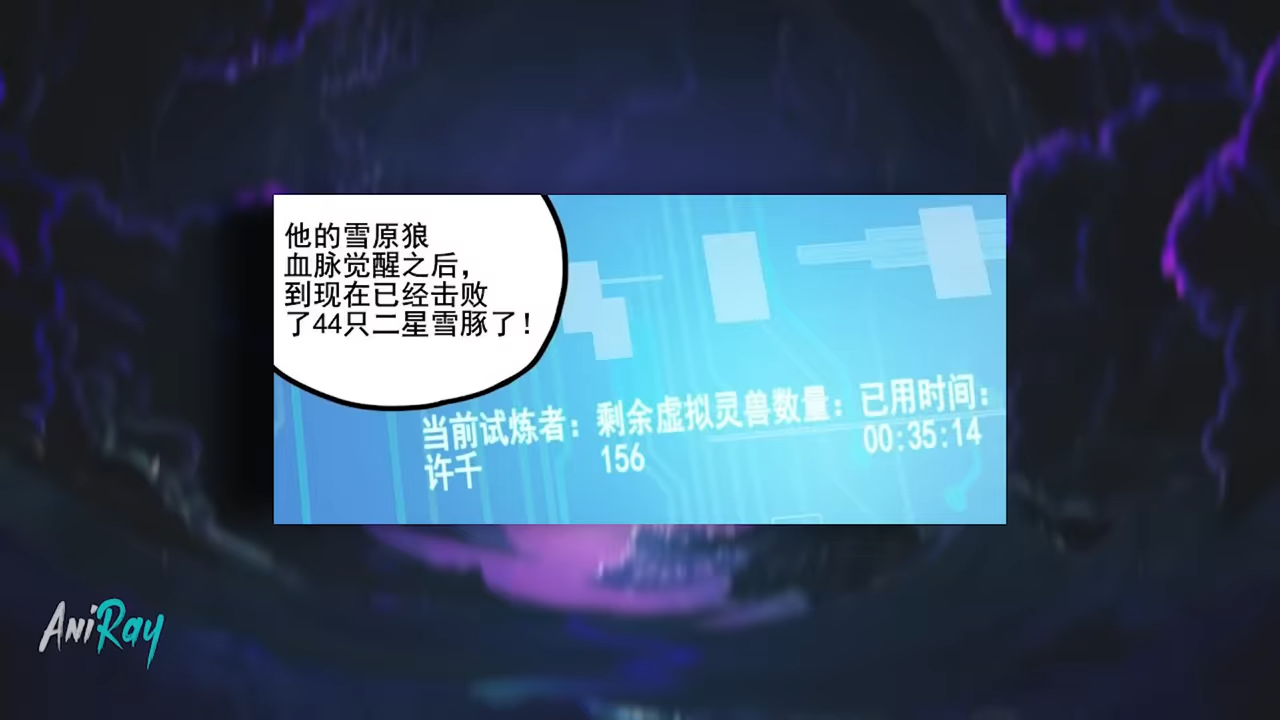 他的雪原狼
血脉觉醒之后，
到现在已经击败
了44只二星雪豚了！
当前试炼者：
许千
剩余虚拟灵兽数量：
156
已用时间：
00:35:14
AniRay